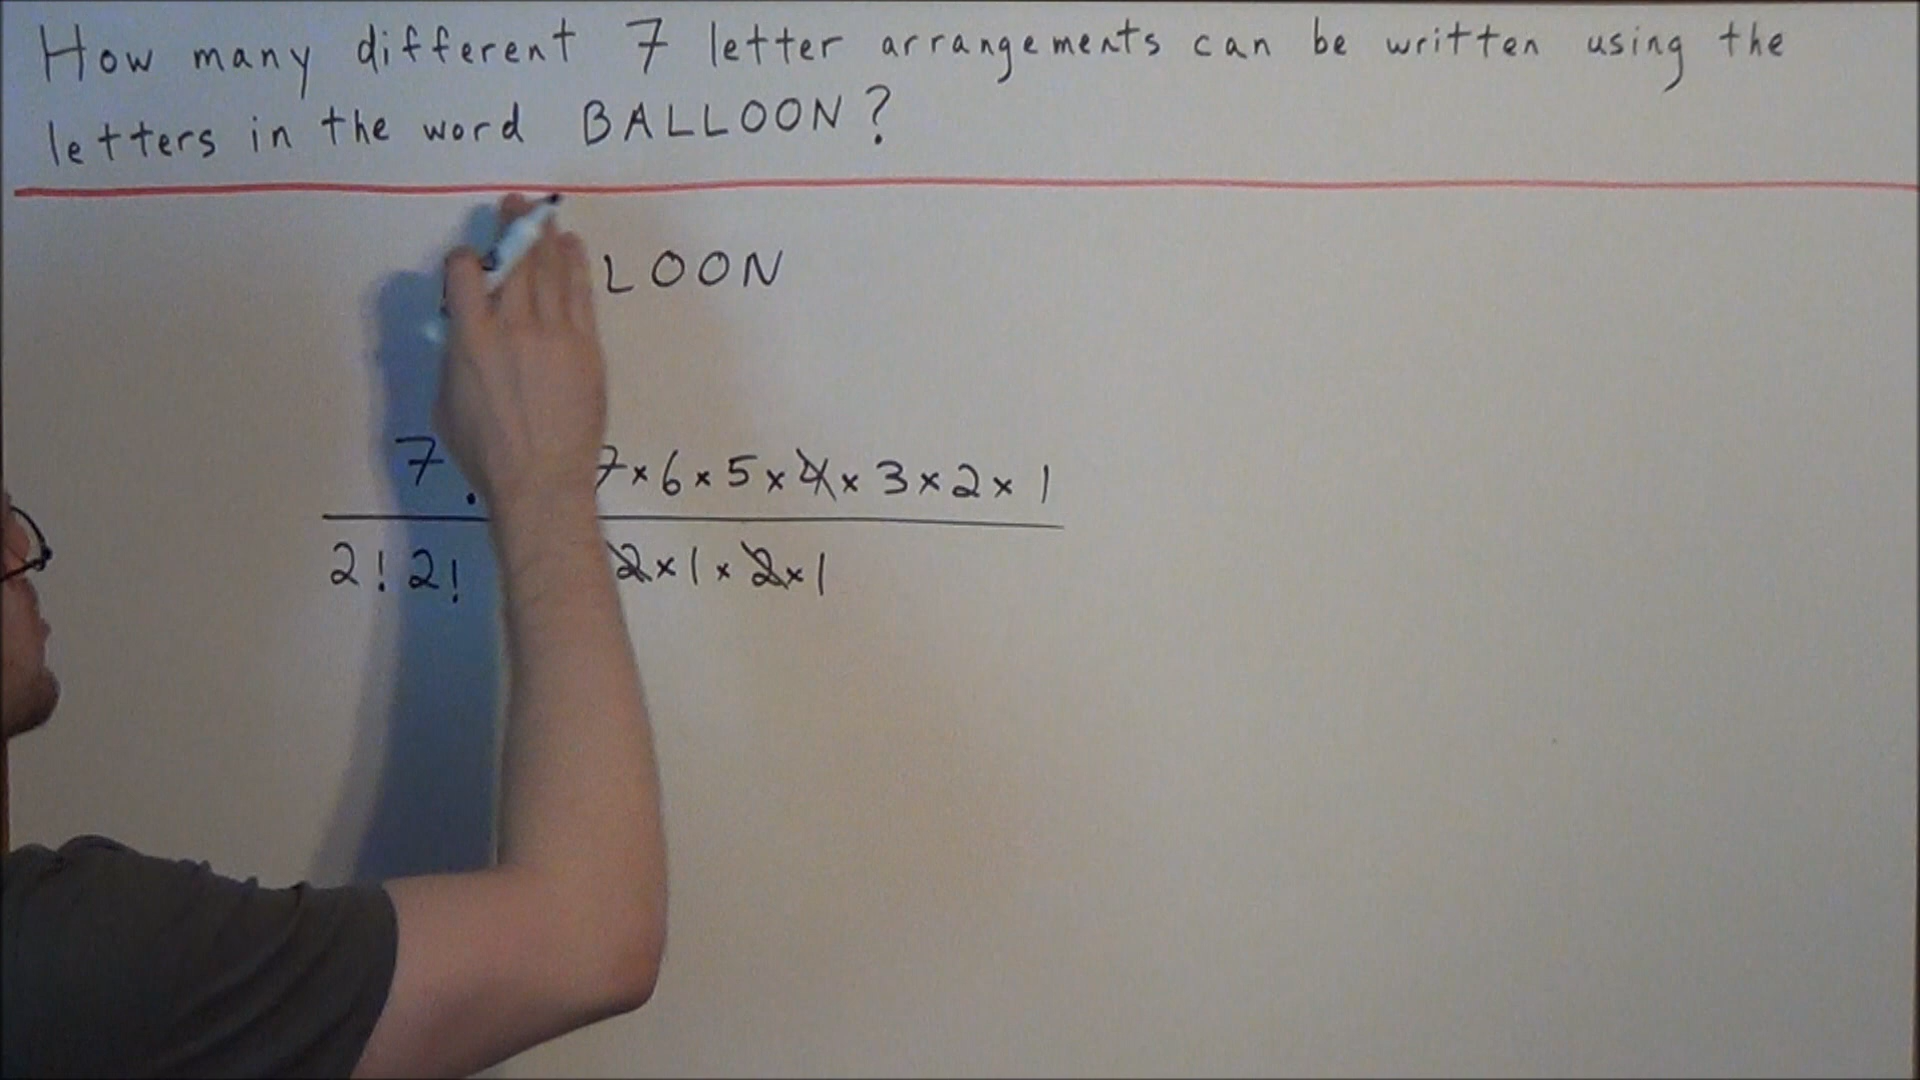 How many different 7 letter arrangements can be written using the
letters in the word BALLOON?
LOON
7 7×6×5×4×3×2×1
2!2! 2×1×2×1